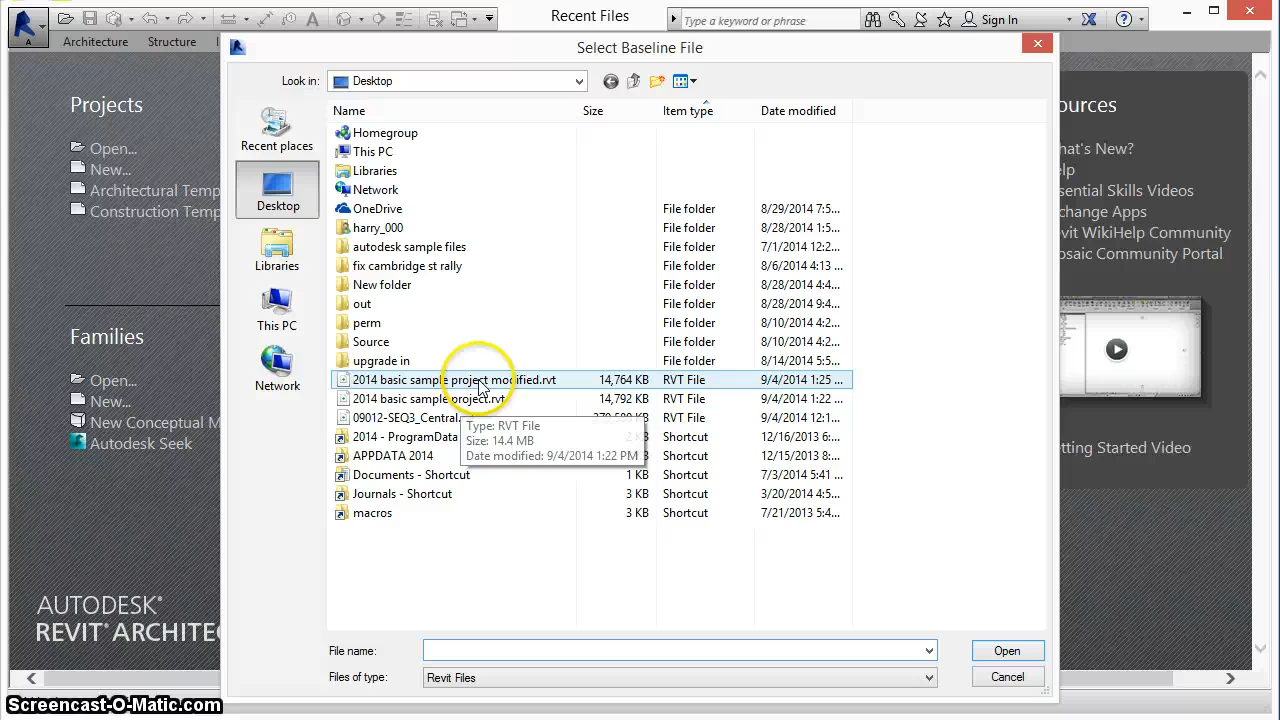 Recent Files
Type a keyword or phrase
Sign In
A
Architecture
Structure
Select Baseline File
Look in:
Desktop
Projects
Open...
New...
Architectural
Construction
Families
Open...
New...
New Conceptual
Autodesk Seek
AUTODESK®
REVIT®
Recent places
Desktop
Libraries
This PC
Network
Name Size Item type Date modified
Homegroup
This PC
Libraries
Network
OneDrive File folder 8/29/2014 7:5...
harry_000 File folder 8/28/2014 1:5...
autodesk sample files File folder 7/1/2014 12:2...
fix cambridge st rally File folder 8/6/2014 4:13 ...
New folder File folder 8/28/2014 4:4...
out File folder 8/28/2014 9:4...
perm File folder 8/10/2014 4:2...
Source File folder 8/10/2014 4:2...
upgrade in File folder 8/14/2014 5:5...
2014 basic sample project modified.rvt 14,764 KB RVT File 9/4/2014 1:25 ...
2014 basic sample project.rvt 14,792 KB RVT File 9/4/2014 1:22 ...
09012-SEQ3_Central. RVT File 9/4/2014 12:1...
2014 - ProgramData Shortcut 12/16/2013 6:...
APPDATA 2014 Shortcut 12/15/2013 8:...
Documents - Shortcut 1 KB Shortcut 7/3/2014 5:41 ...
Journals - Shortcut 3 KB Shortcut 3/20/2014 4:5...
macros 3 KB Shortcut 7/21/2013 5:4...
Type: RVT File
Size: 14.4 MB
Date modified: 9/4/2014 1:22 PM
File name:
Open
Files of type:
Revit Files
Cancel
ources
hat's New?
elp
sential Skills Videos
change Apps
evit WikiHelp Community
osaic Community Portal
etting Started Video
Screencast-O-Matic.com